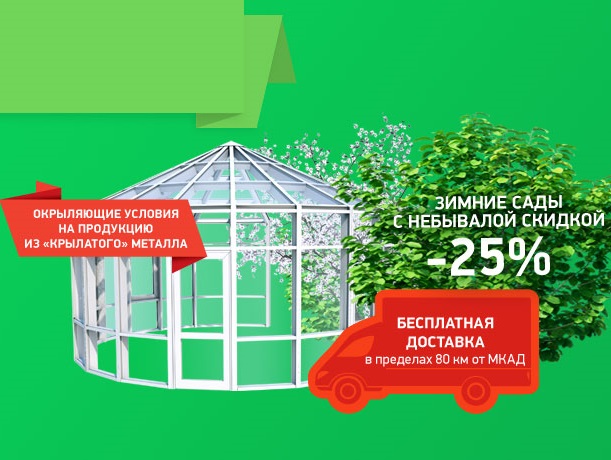 ОКРЫЛЯЮЩИЕ УСЛОВИЯ
НА ПРОДУКЦИЮ
ИЗ «КРЫЛАТОГО» МЕТАЛЛА
ЗИМНИЕ САДЫ
С НЕБЫВАЛОЙ СКИДКОЙ
-25%
БЕСПЛАТНАЯ
ДОСТАВКА
в пределах 80 км от МКАД